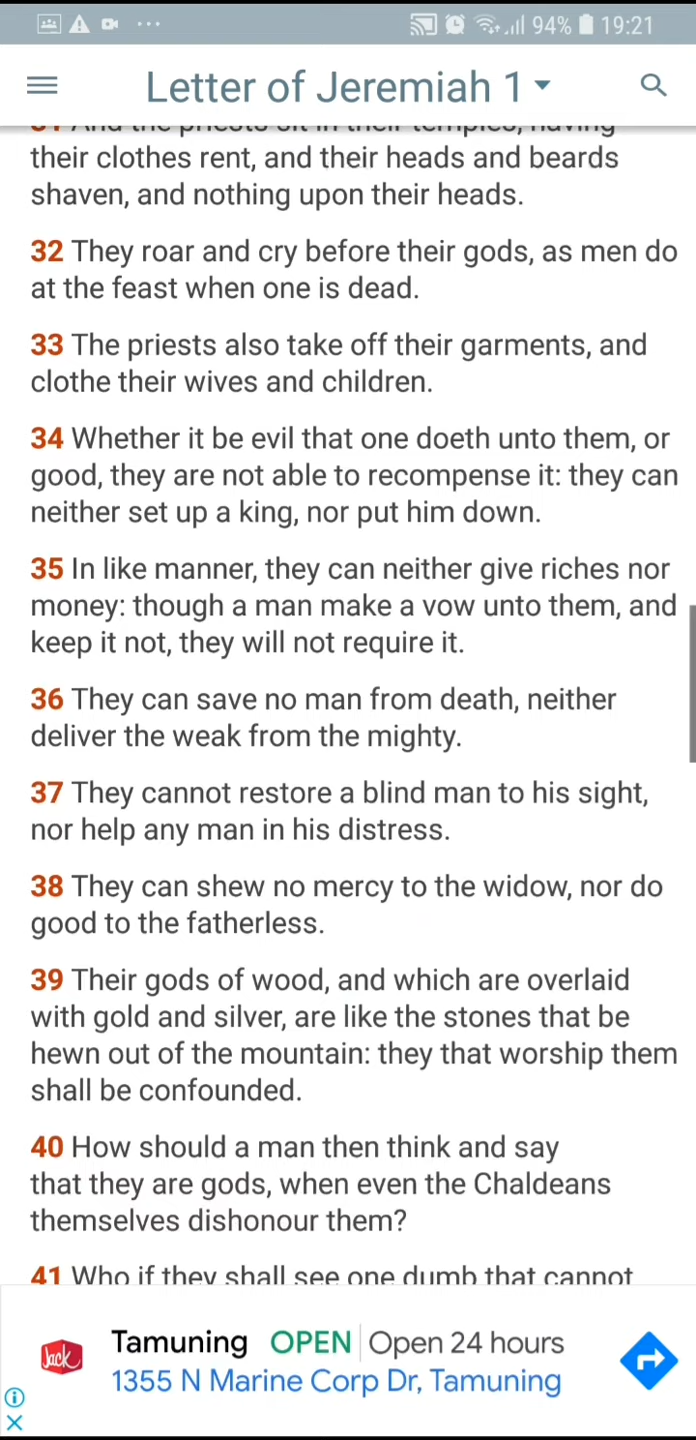 94% 19:21
Letter of Jeremiah 1
31 And the priests sit in their temples, having
their clothes rent, and their heads and beards
shaven, and nothing upon their heads.
32 They roar and cry before their gods, as men do
at the feast when one is dead.
33 The priests also take off their garments, and
clothe their wives and children.
34 Whether it be evil that one doeth unto them, or
good, they are not able to recompense it: they can
neither set up a king, nor put him down.
35 In like manner, they can neither give riches nor
money: though a man make a vow unto them, and
keep it not, they will not require it.
36 They can save no man from death, neither
deliver the weak from the mighty.
37 They cannot restore a blind man to his sight,
nor help any man in his distress.
38 They can shew no mercy to the widow, nor do
good to the fatherless.
39 Their gods of wood, and which are overlaid
with gold and silver, are like the stones that be
hewn out of the mountain: they that worship them
shall be confounded.
40 How should a man then think and say
that they are gods, when even the Chaldeans
themselves dishonour them?
41 Who if they shall see one dumb that cannot
Jack
Tamuning OPEN Open 24 hours
1355 N Marine Corp Dr, Tamuning